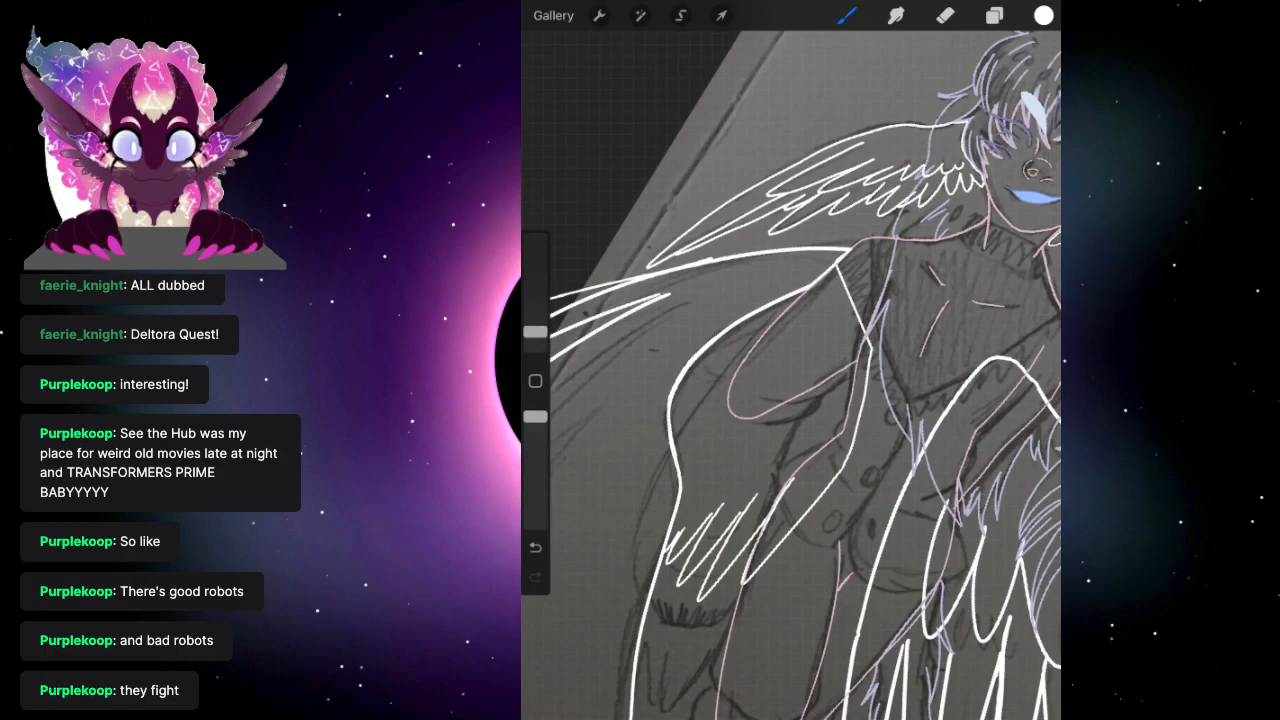 Gallery
faerie_knight: ALL dubbed
faerie_knight: Deltora Quest!
Purplekoop: interesting!
Purplekoop: See the Hub was my
place for weird old movies late at night
and TRANSFORMERS PRIME
BABYYYYY
Purplekoop: So like
Purplekoop: There's good robots
Purplekoop: and bad robots
Purplekoop: they fight